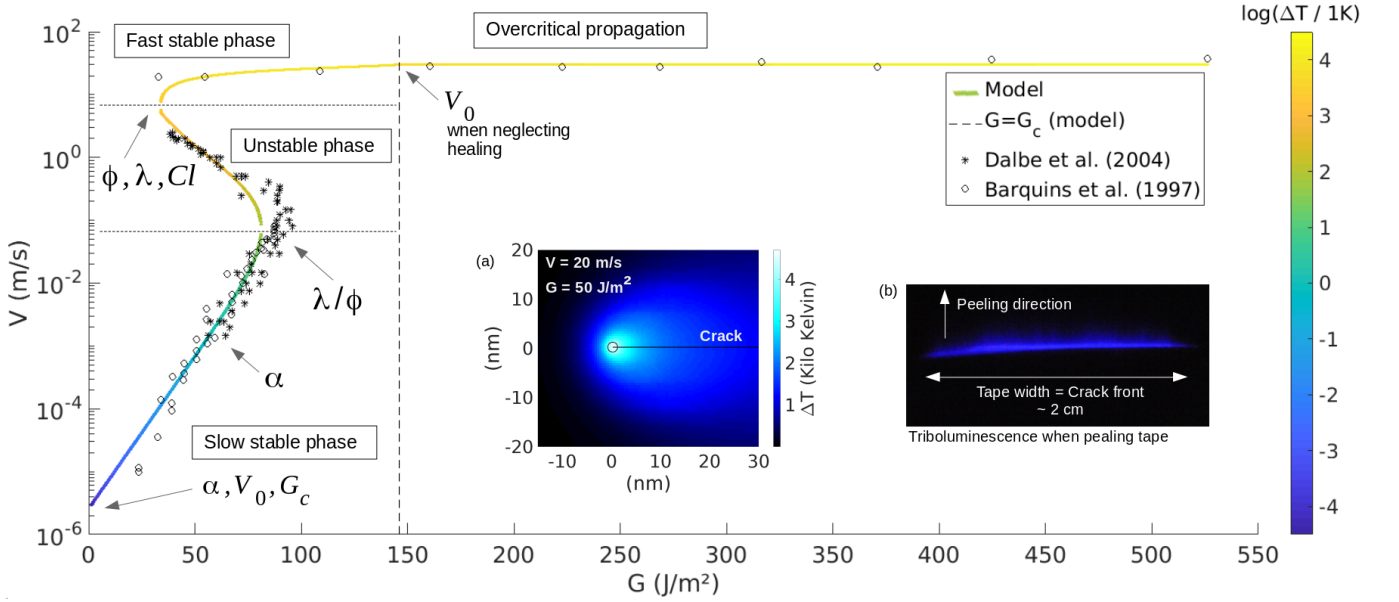 log(ΔT / 1K)
10²
10⁰
10⁻²
10⁻⁴
10⁻⁶
V (m/s)
Fast stable phase
Overcritical propagation
V₀
when neglecting
healing
Unstable phase
ϕ, λ, Cl
λ/ϕ
α
Slow stable phase
α, V₀, G꜀
Model
G=G꜀ (model)
Dalbe et al. (2004)
Barquins et al. (1997)
(a)
V = 20 m/s
G = 50 J/m²
Crack
20
10
0
-10
-20
(nm)
-10 0 10 20 30
(nm)
4
3
2
1
ΔT (Kilo Kelvin)
(b)
Peeling direction
Tape width = Crack front
~ 2 cm
Triboluminescence when pealing tape
4
3
2
1
0
-1
-2
-3
-4
0 50 100 150 200 250 300 350 400 450 500 550
G (J/m²)